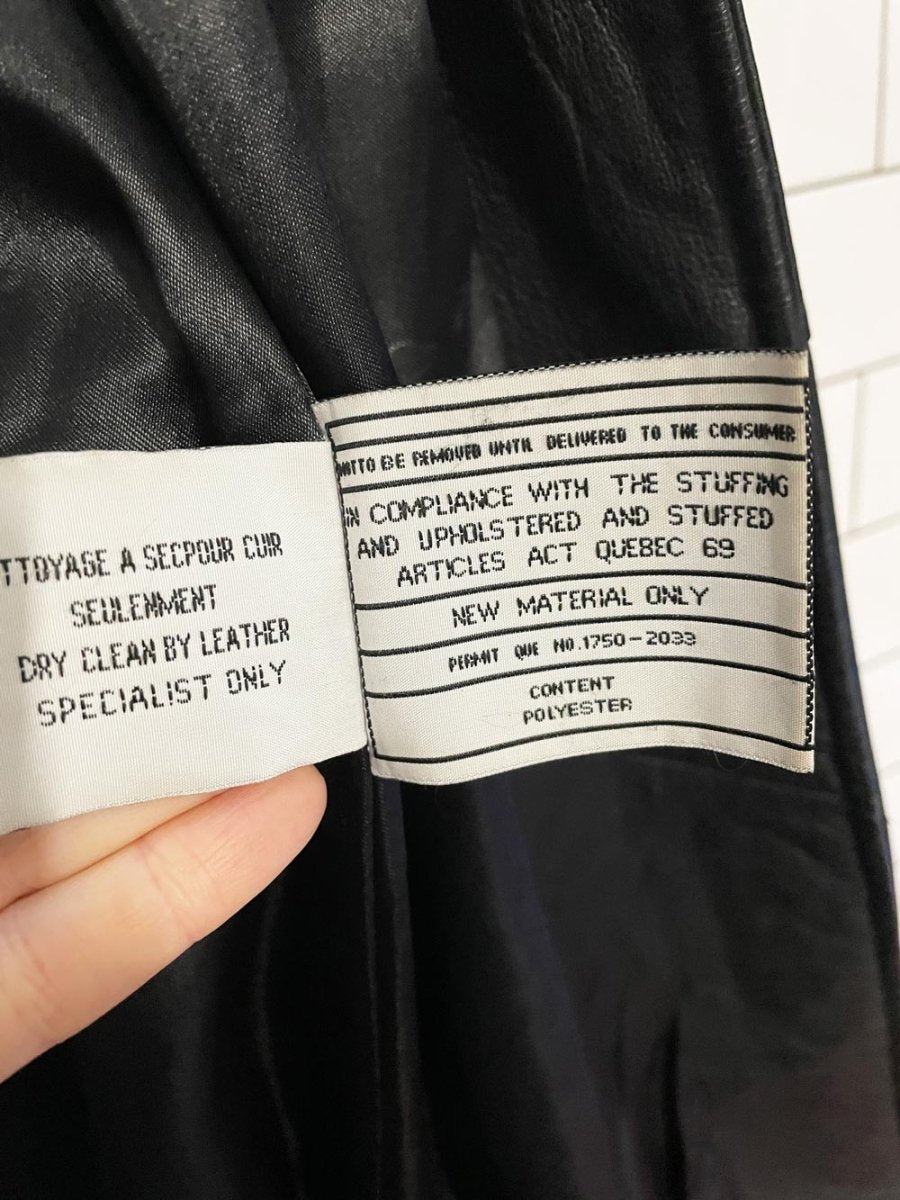 TTOYAGE A SECPOUR CUIR
SEULENMENT
DRY CLEAN BY LEATHER
SPECIALIST ONLY
NOTTO BE REMOVED UNTIL DELIVERED TO THE CONSUMER
IN COMPLIANCE WITH THE STUFFING
AND UPHOLSTERED AND STUFFED
ARTICLES ACT QUEBEC 69
NEW MATERIAL ONLY
PERMIT QUE NO.1750-2033
CONTENT
POLYESTER